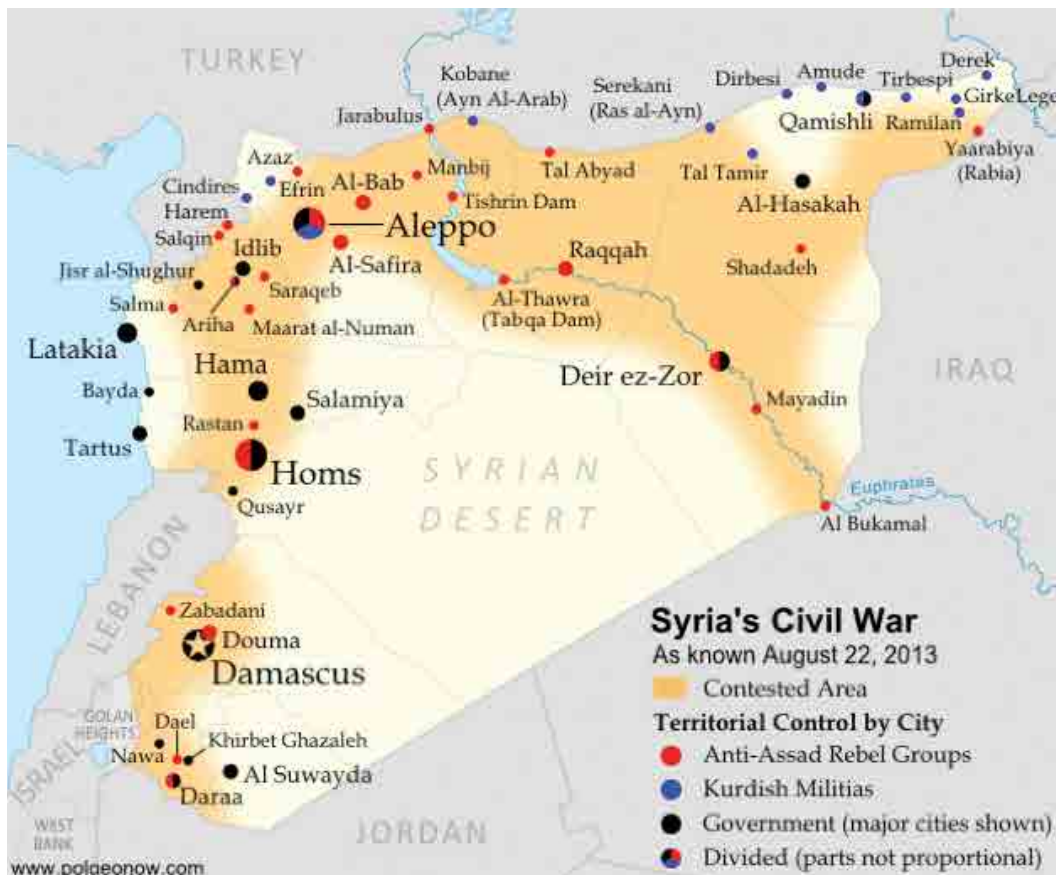 TURKEY
Kobane
(Ayn Al-Arab)
Serekani
(Ras al-Ayn)
Dirbesi
Amude
Tirbespi
Derek
GirkeLege
Jarabulus
Qamishli
Ramilan
Yaarabiya
(Rabia)
Azaz
Efrin
Cindires
Harem
Salqin
Al-Bab
Manbij
Tal Abyad
Tal Tamir
Tishrin Dam
Al-Hasakah
Aleppo
Idlib
Al-Safira
Raqqah
Shadadeh
Jisr al-Shughur
Saraqeb
Salma
Ariha
Maarat al-Numan
Al-Thawra
(Tabqa Dam)
Latakia
Hama
Deir ez-Zor
IRAQ
Bayda
Salamiya
Mayadin
Rastan
Tartus
Homs
SYRIAN
DESERT
Qusayr
Euphrates
Al Bukamal
LEBANON
Zabadani
Douma
Damascus
GOLAN
HEIGHTS
Dael
Nawa
Khirbet Ghazaleh
Al Suwayda
Daraa
ISRAEL
WEST
BANK
JORDAN
www.polgeonow.com
Syria's Civil War
As known August 22, 2013
Contested Area
Territorial Control by City
Anti-Assad Rebel Groups
Kurdish Militias
Government (major cities shown)
Divided (parts not proportional)